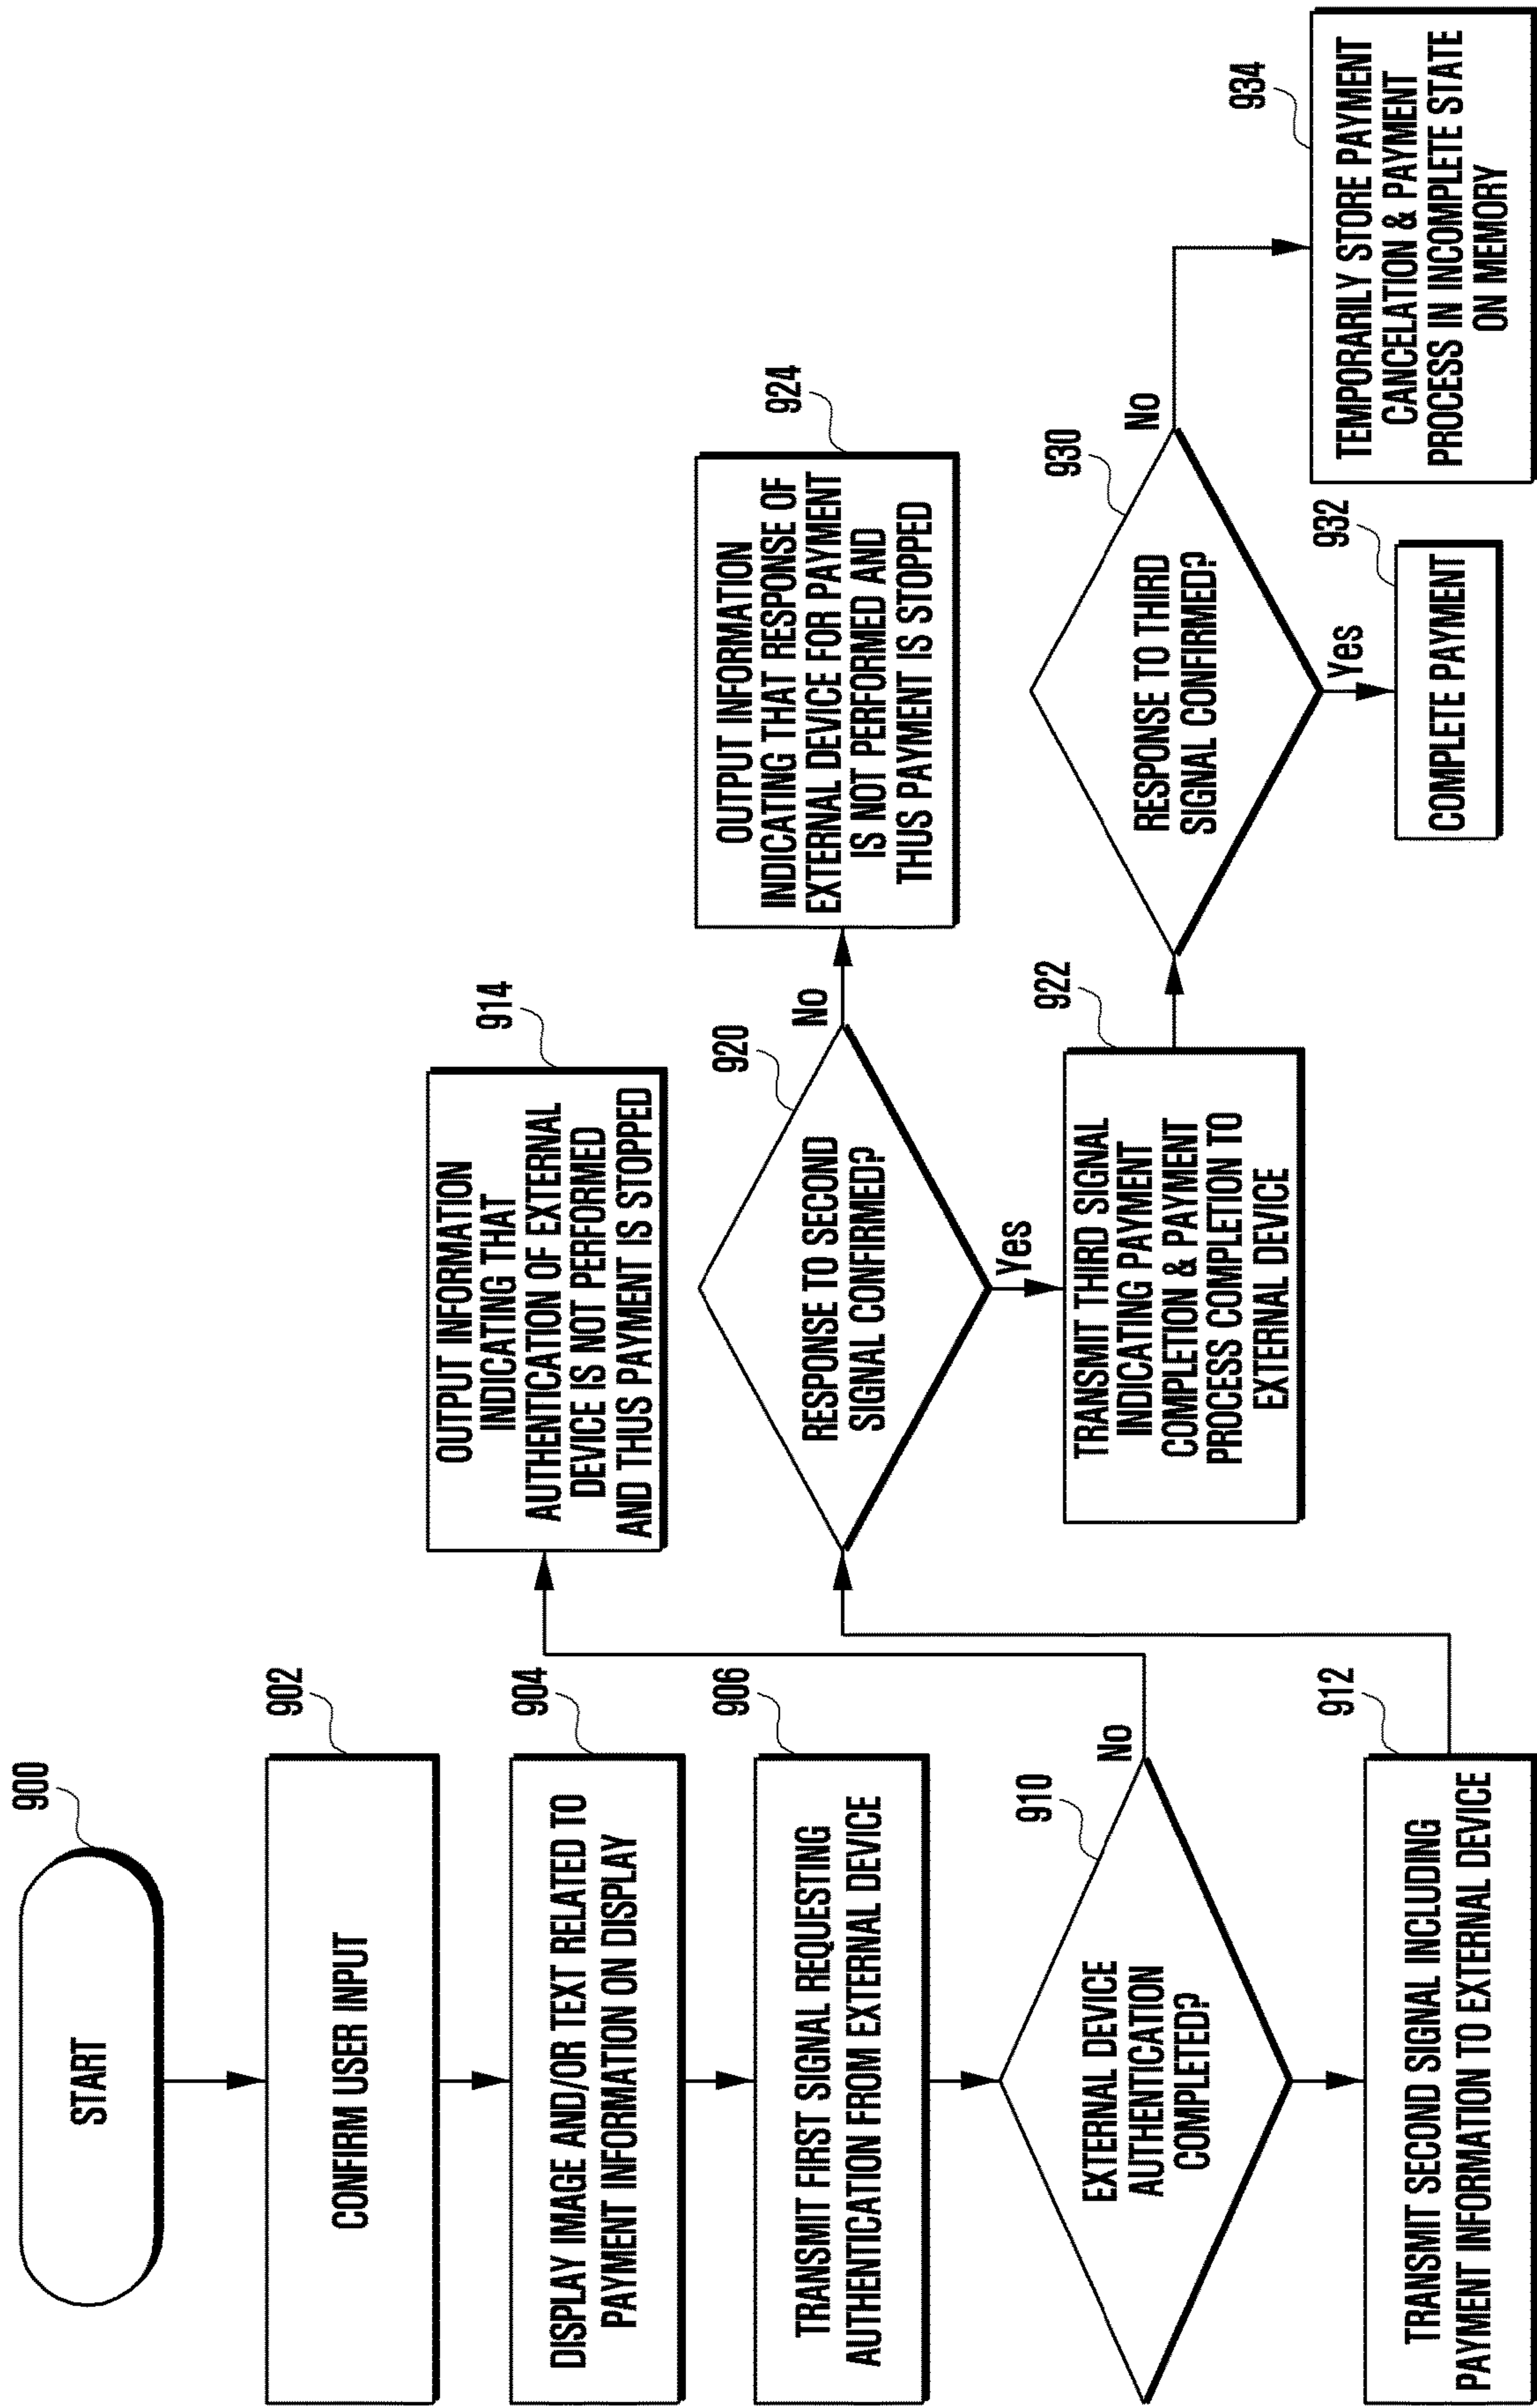 900
START
902
CONFIRM USER INPUT
904
DISPLAY IMAGE AND/OR TEXT RELATED TO
PAYMENT INFORMATION ON DISPLAY
906
TRANSMIT FIRST SIGNAL REQUESTING
AUTHENTICATION FROM EXTERNAL DEVICE
910
EXTERNAL DEVICE
AUTHENTICATION
COMPLETED?
No
912
TRANSMIT SECOND SIGNAL INCLUDING
PAYMENT INFORMATION TO EXTERNAL DEVICE
914
OUTPUT INFORMATION
INDICATING THAT
AUTHENTICATION OF EXTERNAL
DEVICE IS NOT PERFORMED
AND THUS PAYMENT IS STOPPED
920
RESPONSE TO SECOND
SIGNAL CONFIRMED?
No
Yes
922
TRANSMIT THIRD SIGNAL
INDICATING PAYMENT
COMPLETION & PAYMENT
PROCESS COMPLETION TO
EXTERNAL DEVICE
924
OUTPUT INFORMATION
INDICATING THAT RESPONSE OF
EXTERNAL DEVICE FOR PAYMENT
IS NOT PERFORMED AND
THUS PAYMENT IS STOPPED
930
RESPONSE TO THIRD
SIGNAL CONFIRMED?
No
Yes
932
COMPLETE PAYMENT
934
TEMPORARILY STORE PAYMENT
CANCELATION & PAYMENT
PROCESS IN INCOMPLETE STATE
ON MEMORY